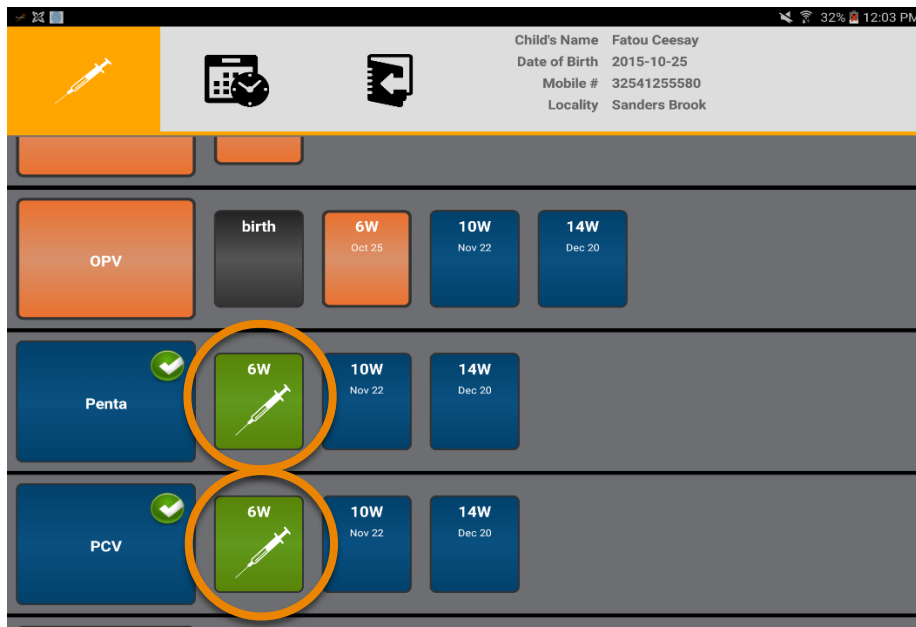 32% 12:03 PM
Child's Name Fatou Ceesay
Date of Birth 2015-10-25
Mobile # 32541255580
Locality Sanders Brook
OPV
birth
6W
Oct 25
10W
Nov 22
14W
Dec 20
Penta
6W
10W
Nov 22
14W
Dec 20
PCV
6W
10W
Nov 22
14W
Dec 20